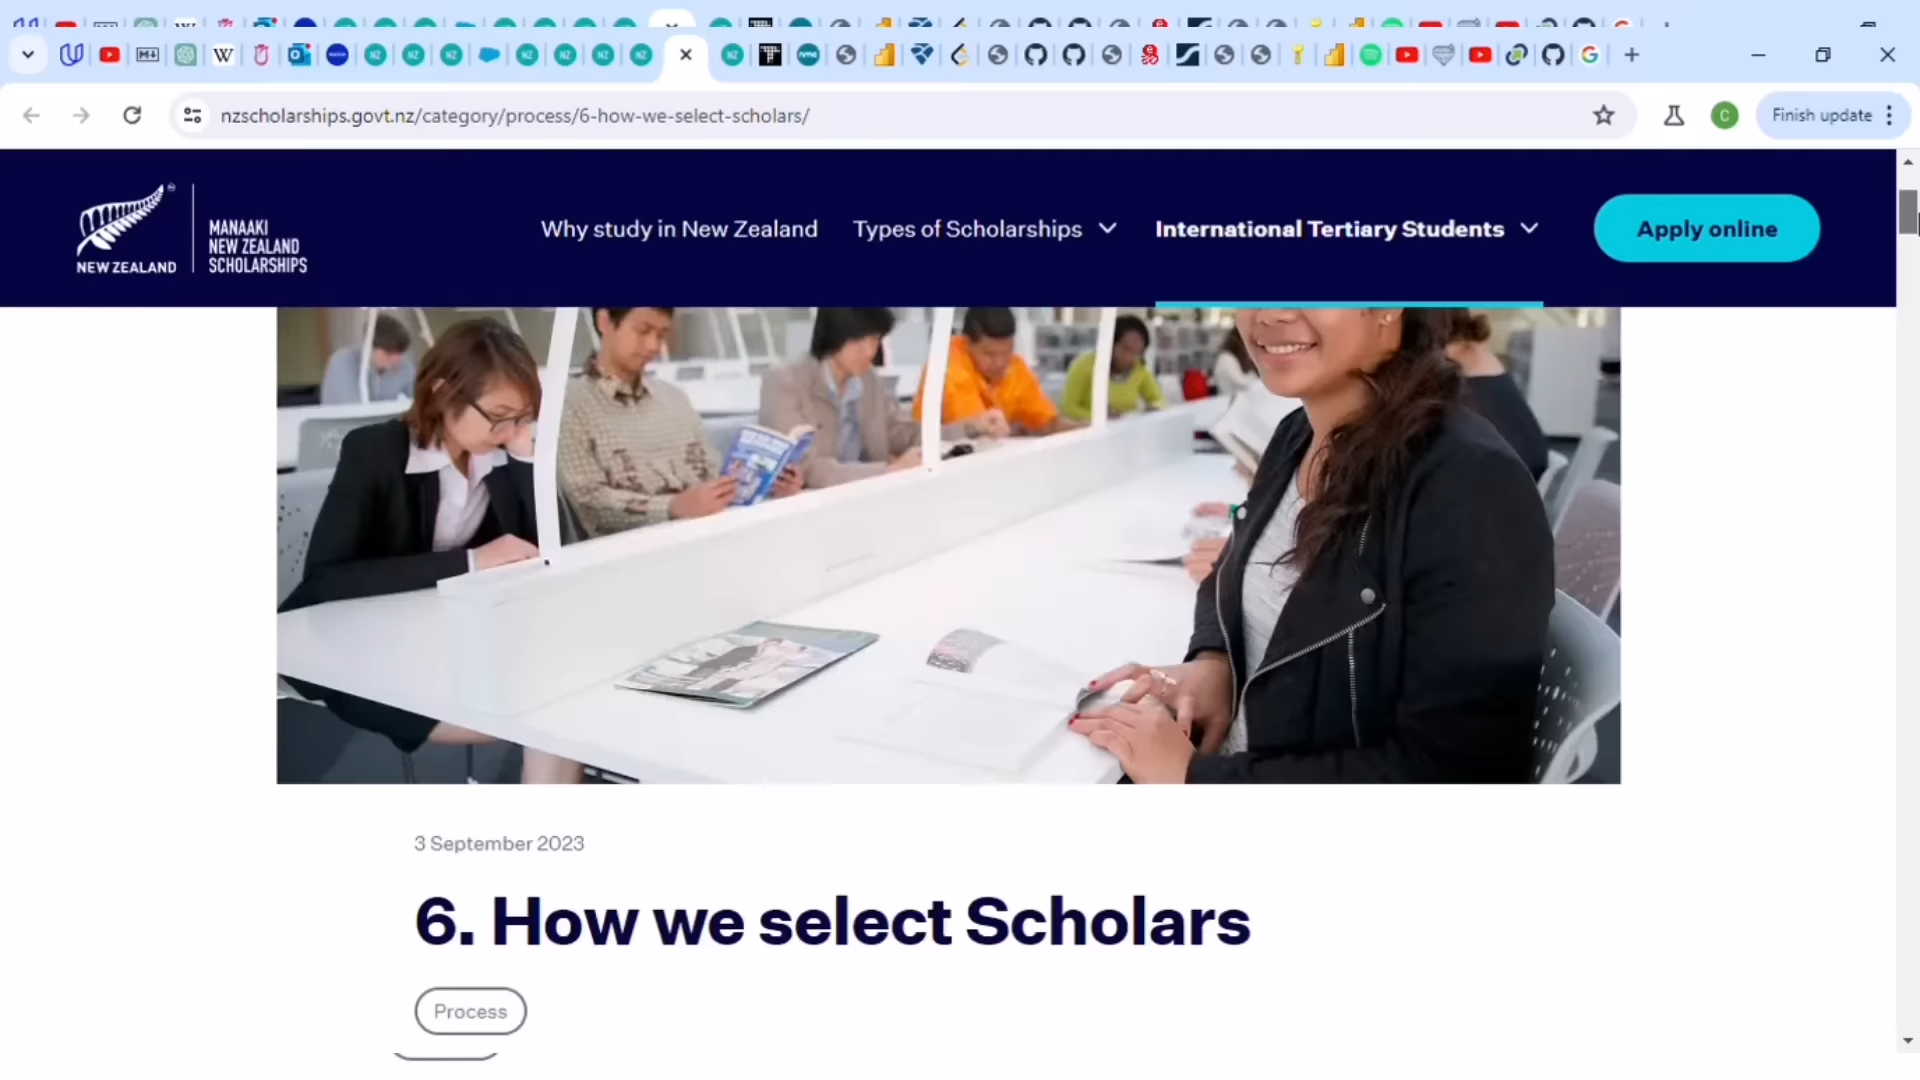 nzscholarships.govt.nz/category/process/6-how-we-select-scholars/
C
Finish update
NEW ZEALAND
MANAAKI
NEW ZEALAND
SCHOLARSHIPS
Why study in New Zealand
Types of Scholarships
International Tertiary Students
Apply online
3 September 2023
6. How we select Scholars
Process